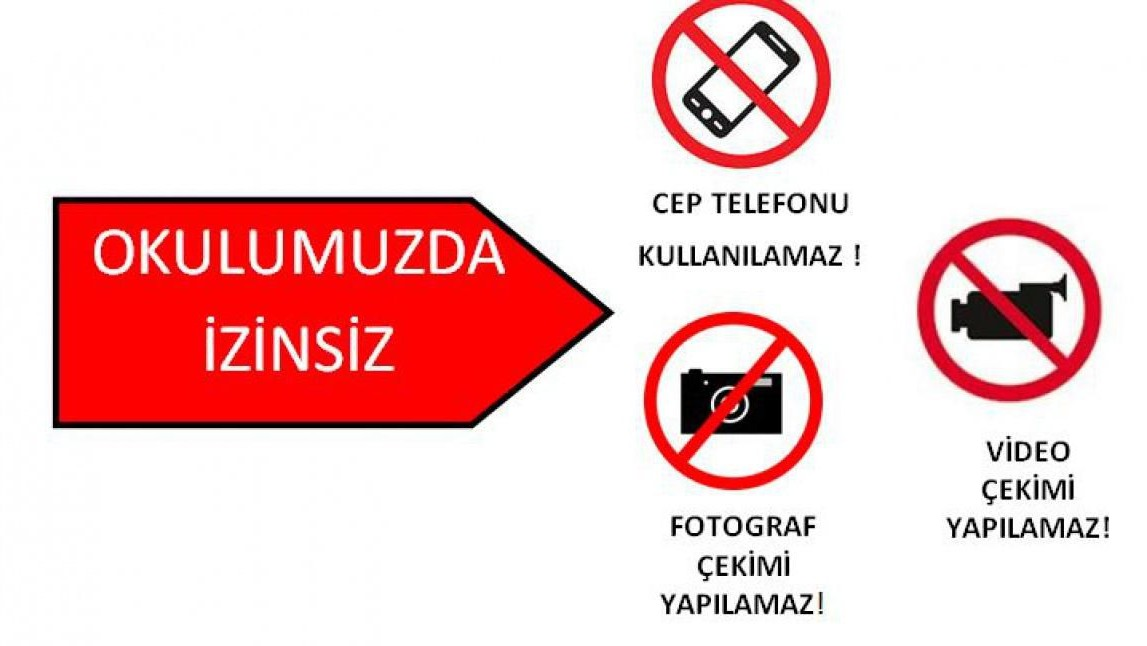 OKULUMUZDA
İZİNSİZ
CEP TELEFONU
KULLANILAMAZ !
FOTOGRAF
ÇEKİMİ
YAPILAMAZ!
VİDEO
ÇEKİMİ
YAPILAMAZ!